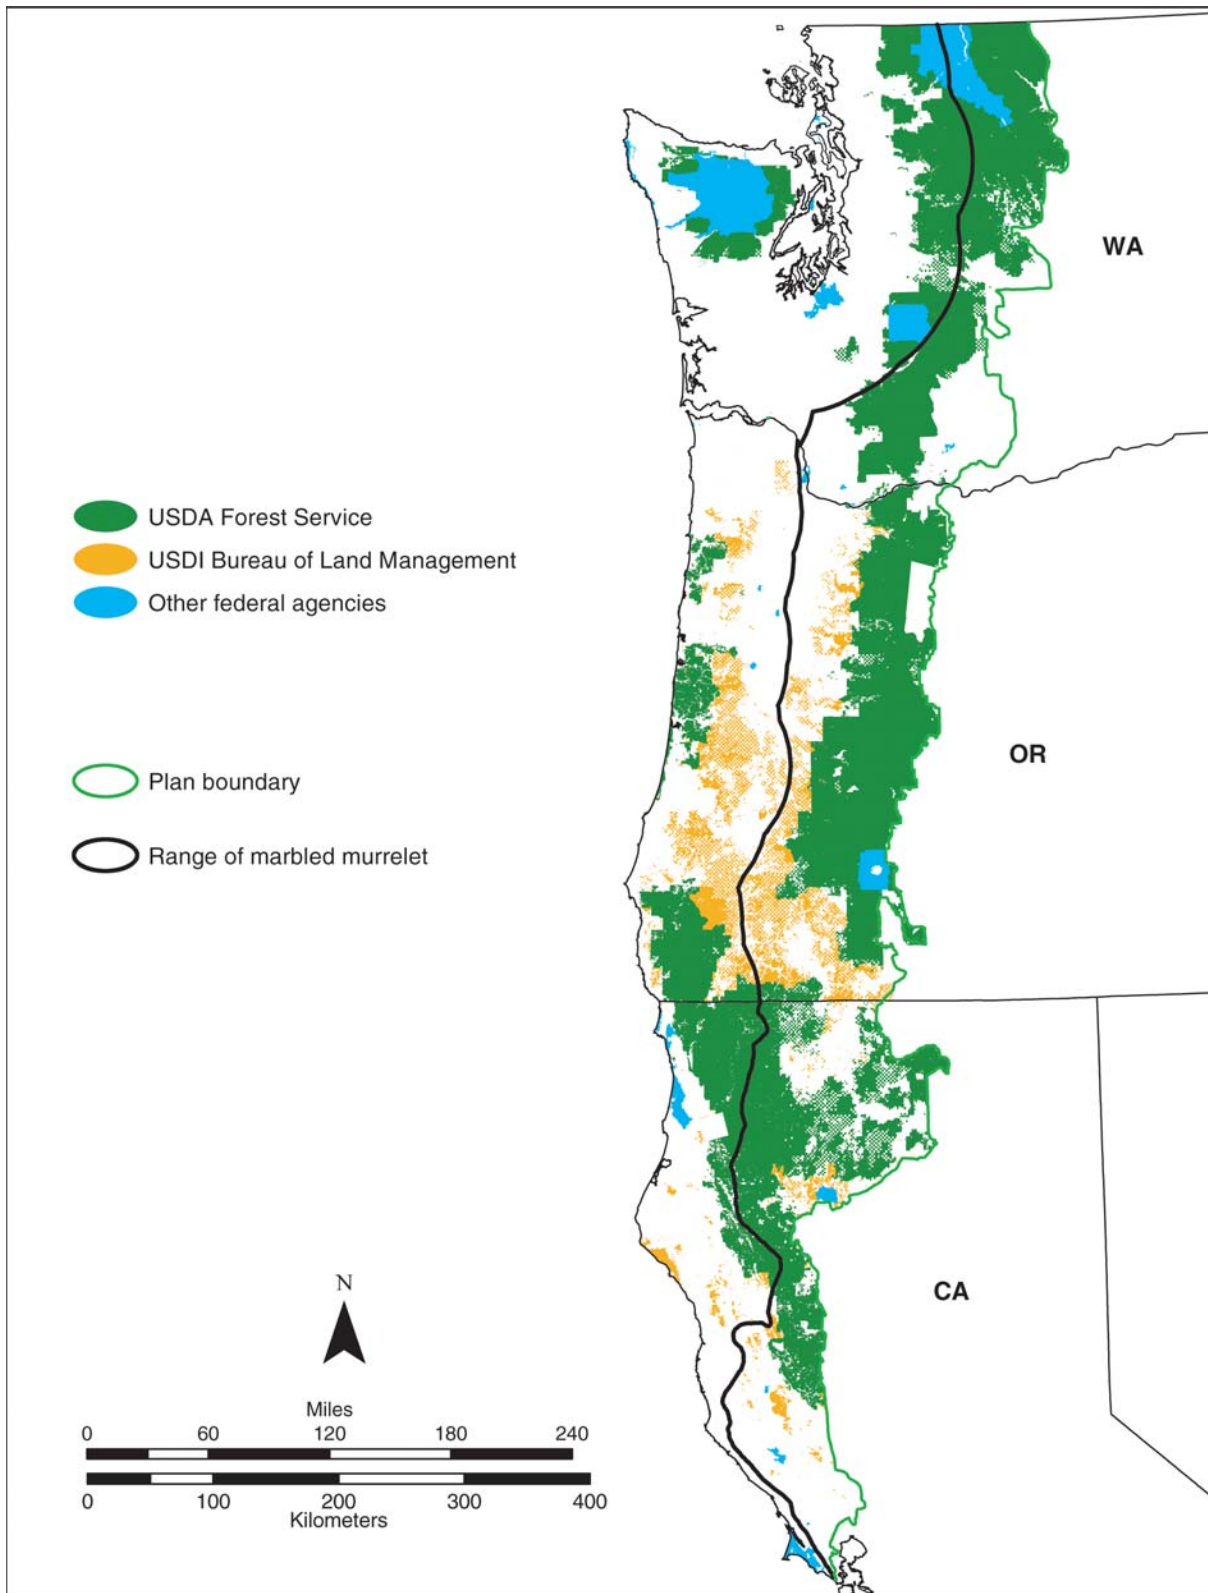 WA
USDA Forest Service
USDI Bureau of Land Management
Other federal agencies
OR
Plan boundary
Range of marbled murrelet
CA
N
Miles
0 60 120 180 240
0 100 200 300 400
Kilometers